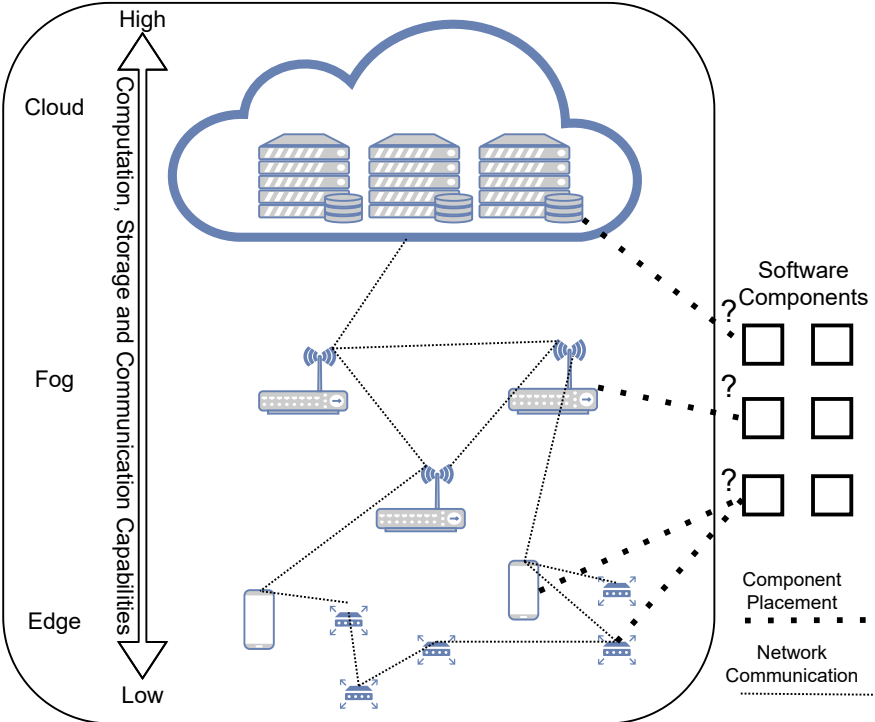 High
Cloud
Computation, Storage and Communication Capabilities
Software
Components
?
Fog
?
?
Component
Placement
Edge
Network
Communication
Low